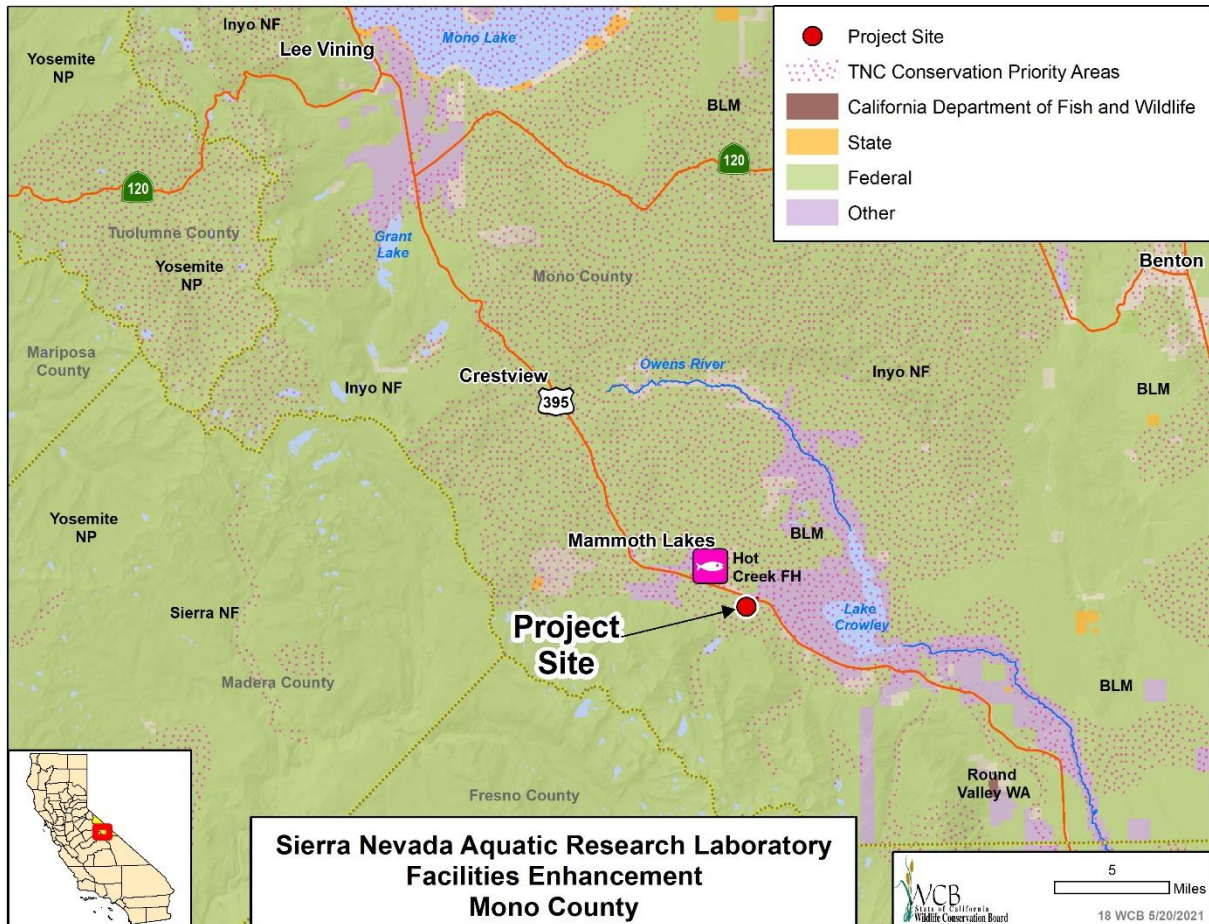 Inyo NF
Mono Lake
Lee Vining
Yosemite
NP
BLM
120
120
Tuolumne County
Yosemite
NP
Grant
Lake
Mono County
Benton
Mariposa
County
Inyo NF
Crestview
395
Owens River
Inyo NF
BLM
Yosemite
NP
Mammoth Lakes
Hot
Creek FH
BLM
Sierra NF
Project
Site
Lake
Crowley
Madera County
BLM
Fresno County
Round
Valley WA
Project Site
TNC Conservation Priority Areas
California Department of Fish and Wildlife
State
Federal
Other
Sierra Nevada Aquatic Research Laboratory
Facilities Enhancement
Mono County
WCB
State of California
Wildlife Conservation Board
5
Miles
18 WCB 5/20/2021